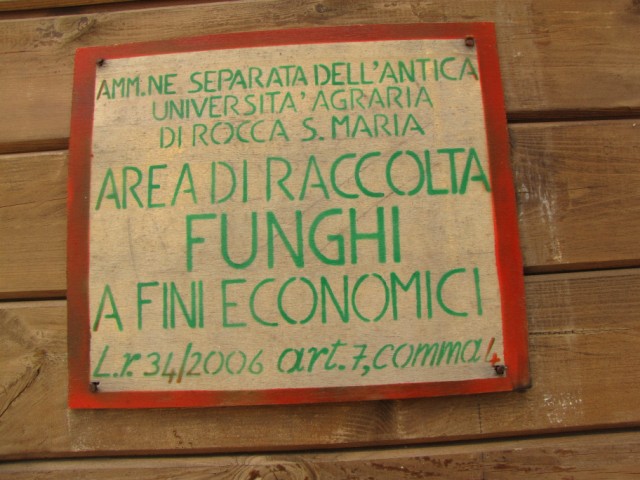 AMM.NE SEPARATA DELL'ANTICA
UNIVERSITA' AGRARIA
DI ROCCA S. MARIA
AREA DI RACCOLTA
FUNGHI
A FINI ECONOMICI
L.r. 34/2006 art.7, comma 4